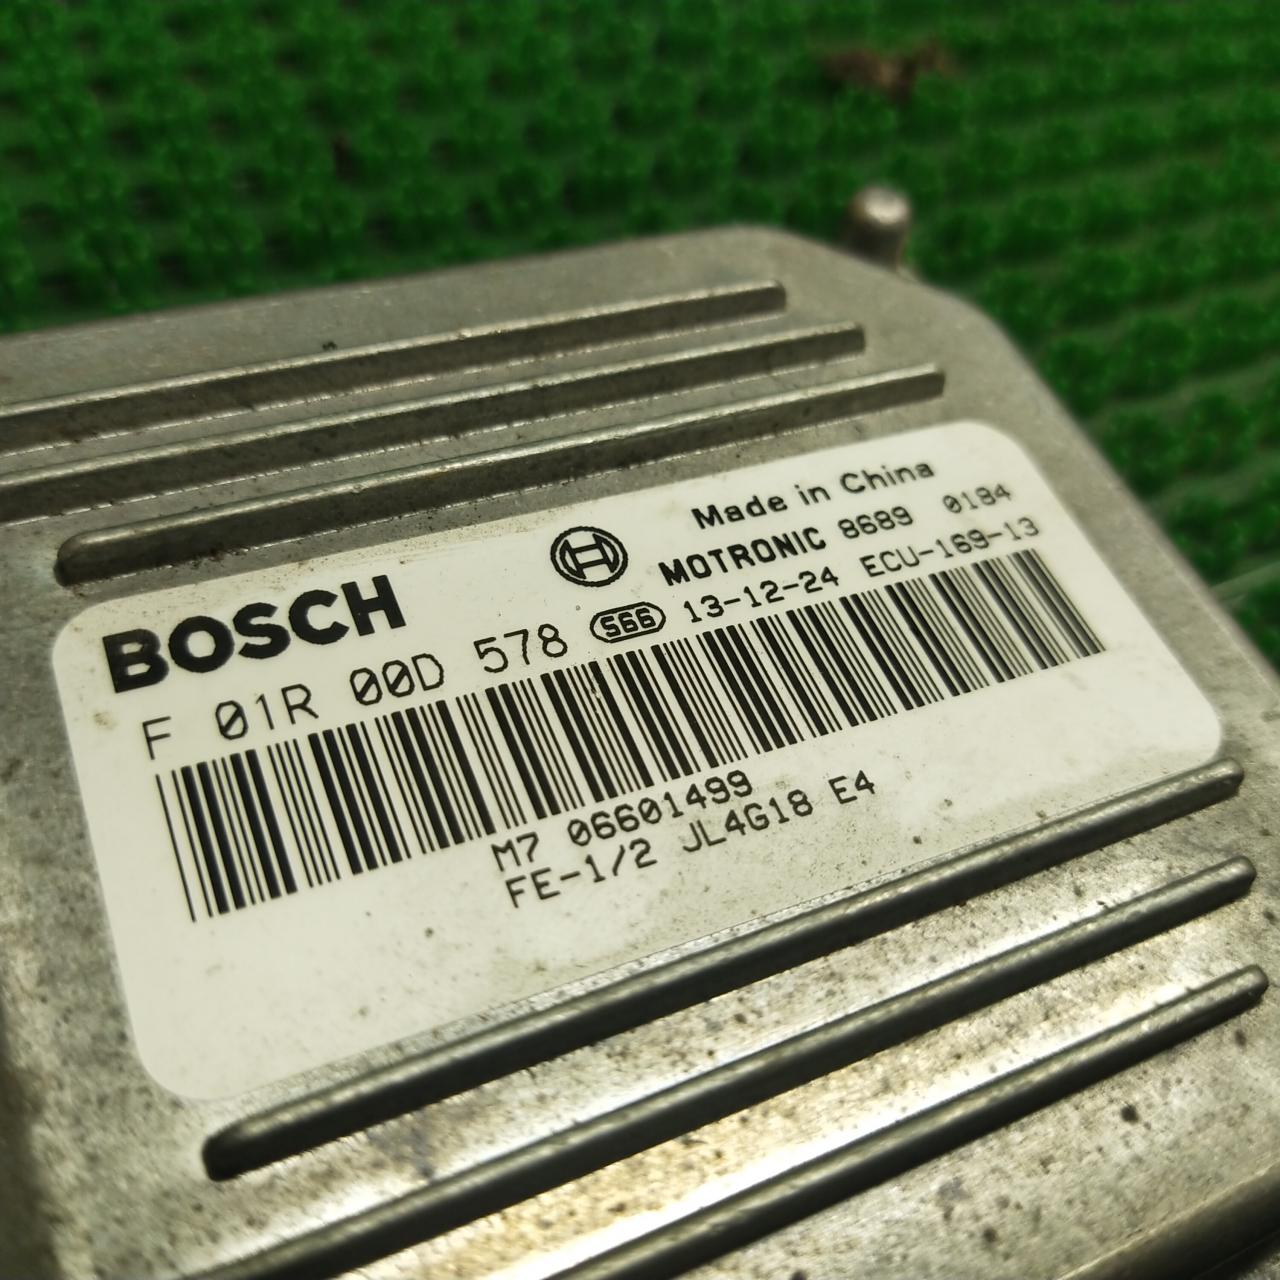 Made in China
BOSCH
MOTRONIC 8689 0184
F 01R 00D 578 S66 13-12-24 ECU-169-13
M7 06601499
FE-1/2 JL4G18 E4